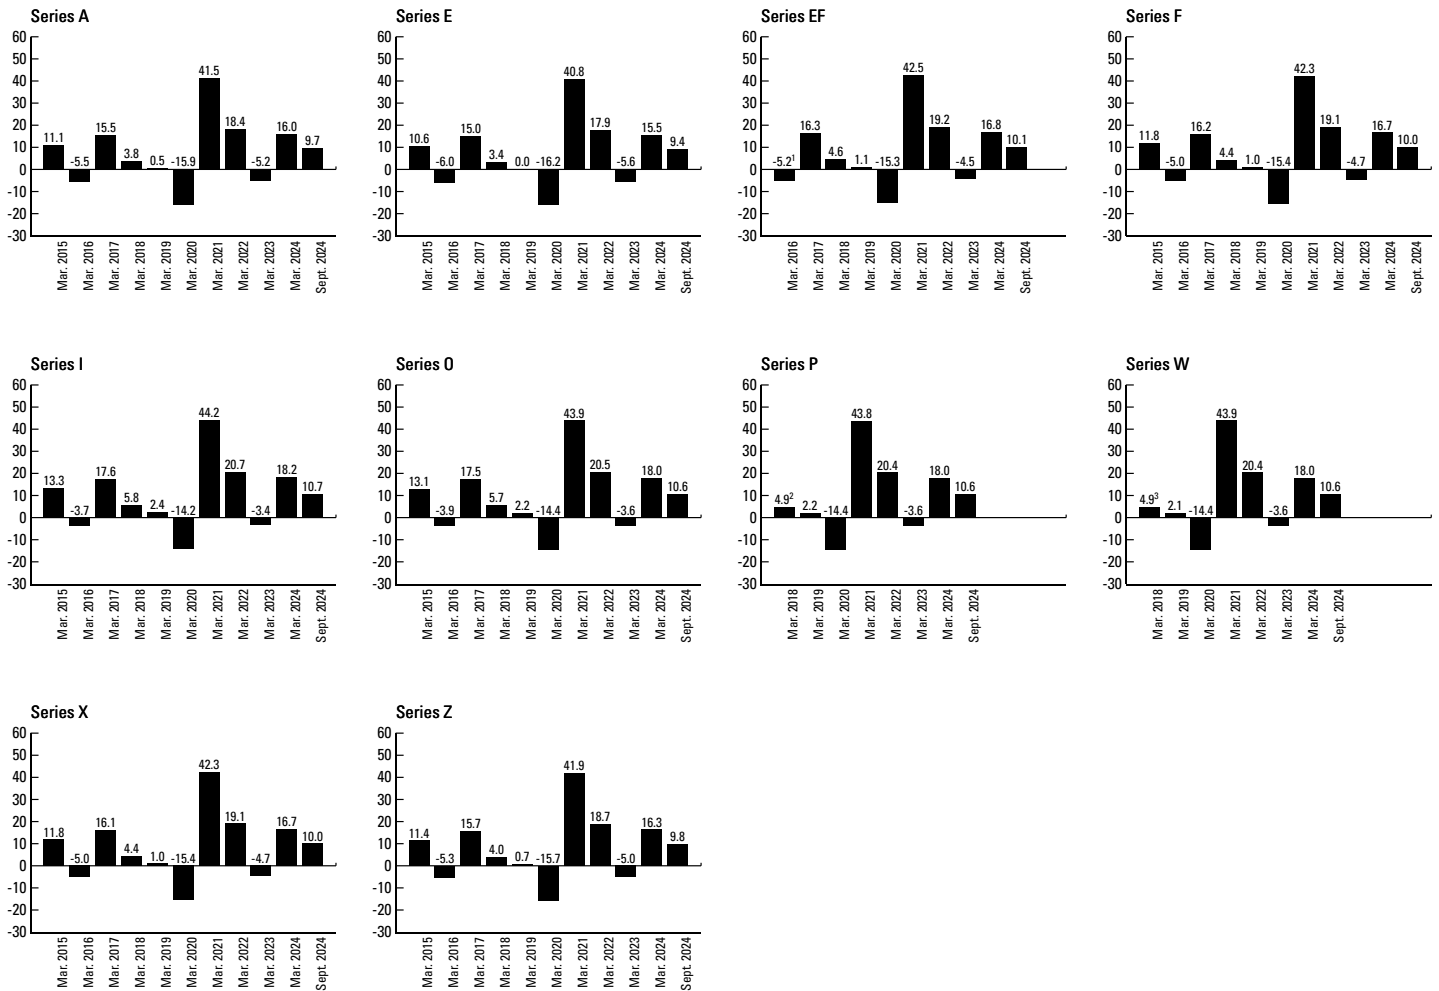 Series A
60
50
40
30
20
10
0
-10
-20
-30
11.1 -5.5 15.5 3.8 0.5 -15.9 41.5 18.4 -5.2 16.0 9.7
Mar. 2015
Mar. 2016
Mar. 2017
Mar. 2018
Mar. 2019
Mar. 2020
Mar. 2021
Mar. 2022
Mar. 2023
Mar. 2024
Sept. 2024
Series E
60
50
40
30
20
10
0
-10
-20
-30
10.6 -6.0 15.0 3.4 0.0 -16.2 40.8 17.9 -5.6 15.5 9.4
Mar. 2015
Mar. 2016
Mar. 2017
Mar. 2018
Mar. 2019
Mar. 2020
Mar. 2021
Mar. 2022
Mar. 2023
Mar. 2024
Sept. 2024
Series EF
60
50
40
30
20
10
0
-10
-20
-30
-5.2¹ 16.3 4.6 1.1 -15.3 42.5 19.2 -4.5 16.8 10.1
Mar. 2016
Mar. 2017
Mar. 2018
Mar. 2019
Mar. 2020
Mar. 2021
Mar. 2022
Mar. 2023
Mar. 2024
Sept. 2024
Series F
60
50
40
30
20
10
0
-10
-20
-30
11.8 -5.0 16.2 4.4 1.0 -15.4 42.3 19.1 -4.7 16.7 10.0
Mar. 2015
Mar. 2016
Mar. 2017
Mar. 2018
Mar. 2019
Mar. 2020
Mar. 2021
Mar. 2022
Mar. 2023
Mar. 2024
Sept. 2024
Series I
60
50
40
30
20
10
0
-10
-20
-30
13.3 -3.7 17.6 5.8 2.4 -14.2 44.2 20.7 -3.4 18.2 10.7
Mar. 2015
Mar. 2016
Mar. 2017
Mar. 2018
Mar. 2019
Mar. 2020
Mar. 2021
Mar. 2022
Mar. 2023
Mar. 2024
Sept. 2024
Series O
60
50
40
30
20
10
0
-10
-20
-30
13.1 -3.9 17.5 5.7 2.2 -14.4 43.9 20.5 -3.6 18.0 10.6
Mar. 2015
Mar. 2016
Mar. 2017
Mar. 2018
Mar. 2019
Mar. 2020
Mar. 2021
Mar. 2022
Mar. 2023
Mar. 2024
Sept. 2024
Series P
60
50
40
30
20
10
0
-10
-20
-30
4.9² 2.2 -14.4 43.8 20.4 -3.6 18.0 10.6
Mar. 2018
Mar. 2019
Mar. 2020
Mar. 2021
Mar. 2022
Mar. 2023
Mar. 2024
Sept. 2024
Series W
60
50
40
30
20
10
0
-10
-20
-30
4.9³ 2.1 -14.4 43.9 20.4 -3.6 18.0 10.6
Mar. 2018
Mar. 2019
Mar. 2020
Mar. 2021
Mar. 2022
Mar. 2023
Mar. 2024
Sept. 2024
Series X
60
50
40
30
20
10
0
-10
-20
-30
11.8 -5.0 16.1 4.4 1.0 -15.4 42.3 19.1 -4.7 16.7 10.0
Mar. 2015
Mar. 2016
Mar. 2017
Mar. 2018
Mar. 2019
Mar. 2020
Mar. 2021
Mar. 2022
Mar. 2023
Mar. 2024
Sept. 2024
Series Z
60
50
40
30
20
10
0
-10
-20
-30
11.4 -5.3 15.7 4.0 0.7 -15.7 41.9 18.7 -5.0 16.3 9.8
Mar. 2015
Mar. 2016
Mar. 2017
Mar. 2018
Mar. 2019
Mar. 2020
Mar. 2021
Mar. 2022
Mar. 2023
Mar. 2024
Sept. 2024